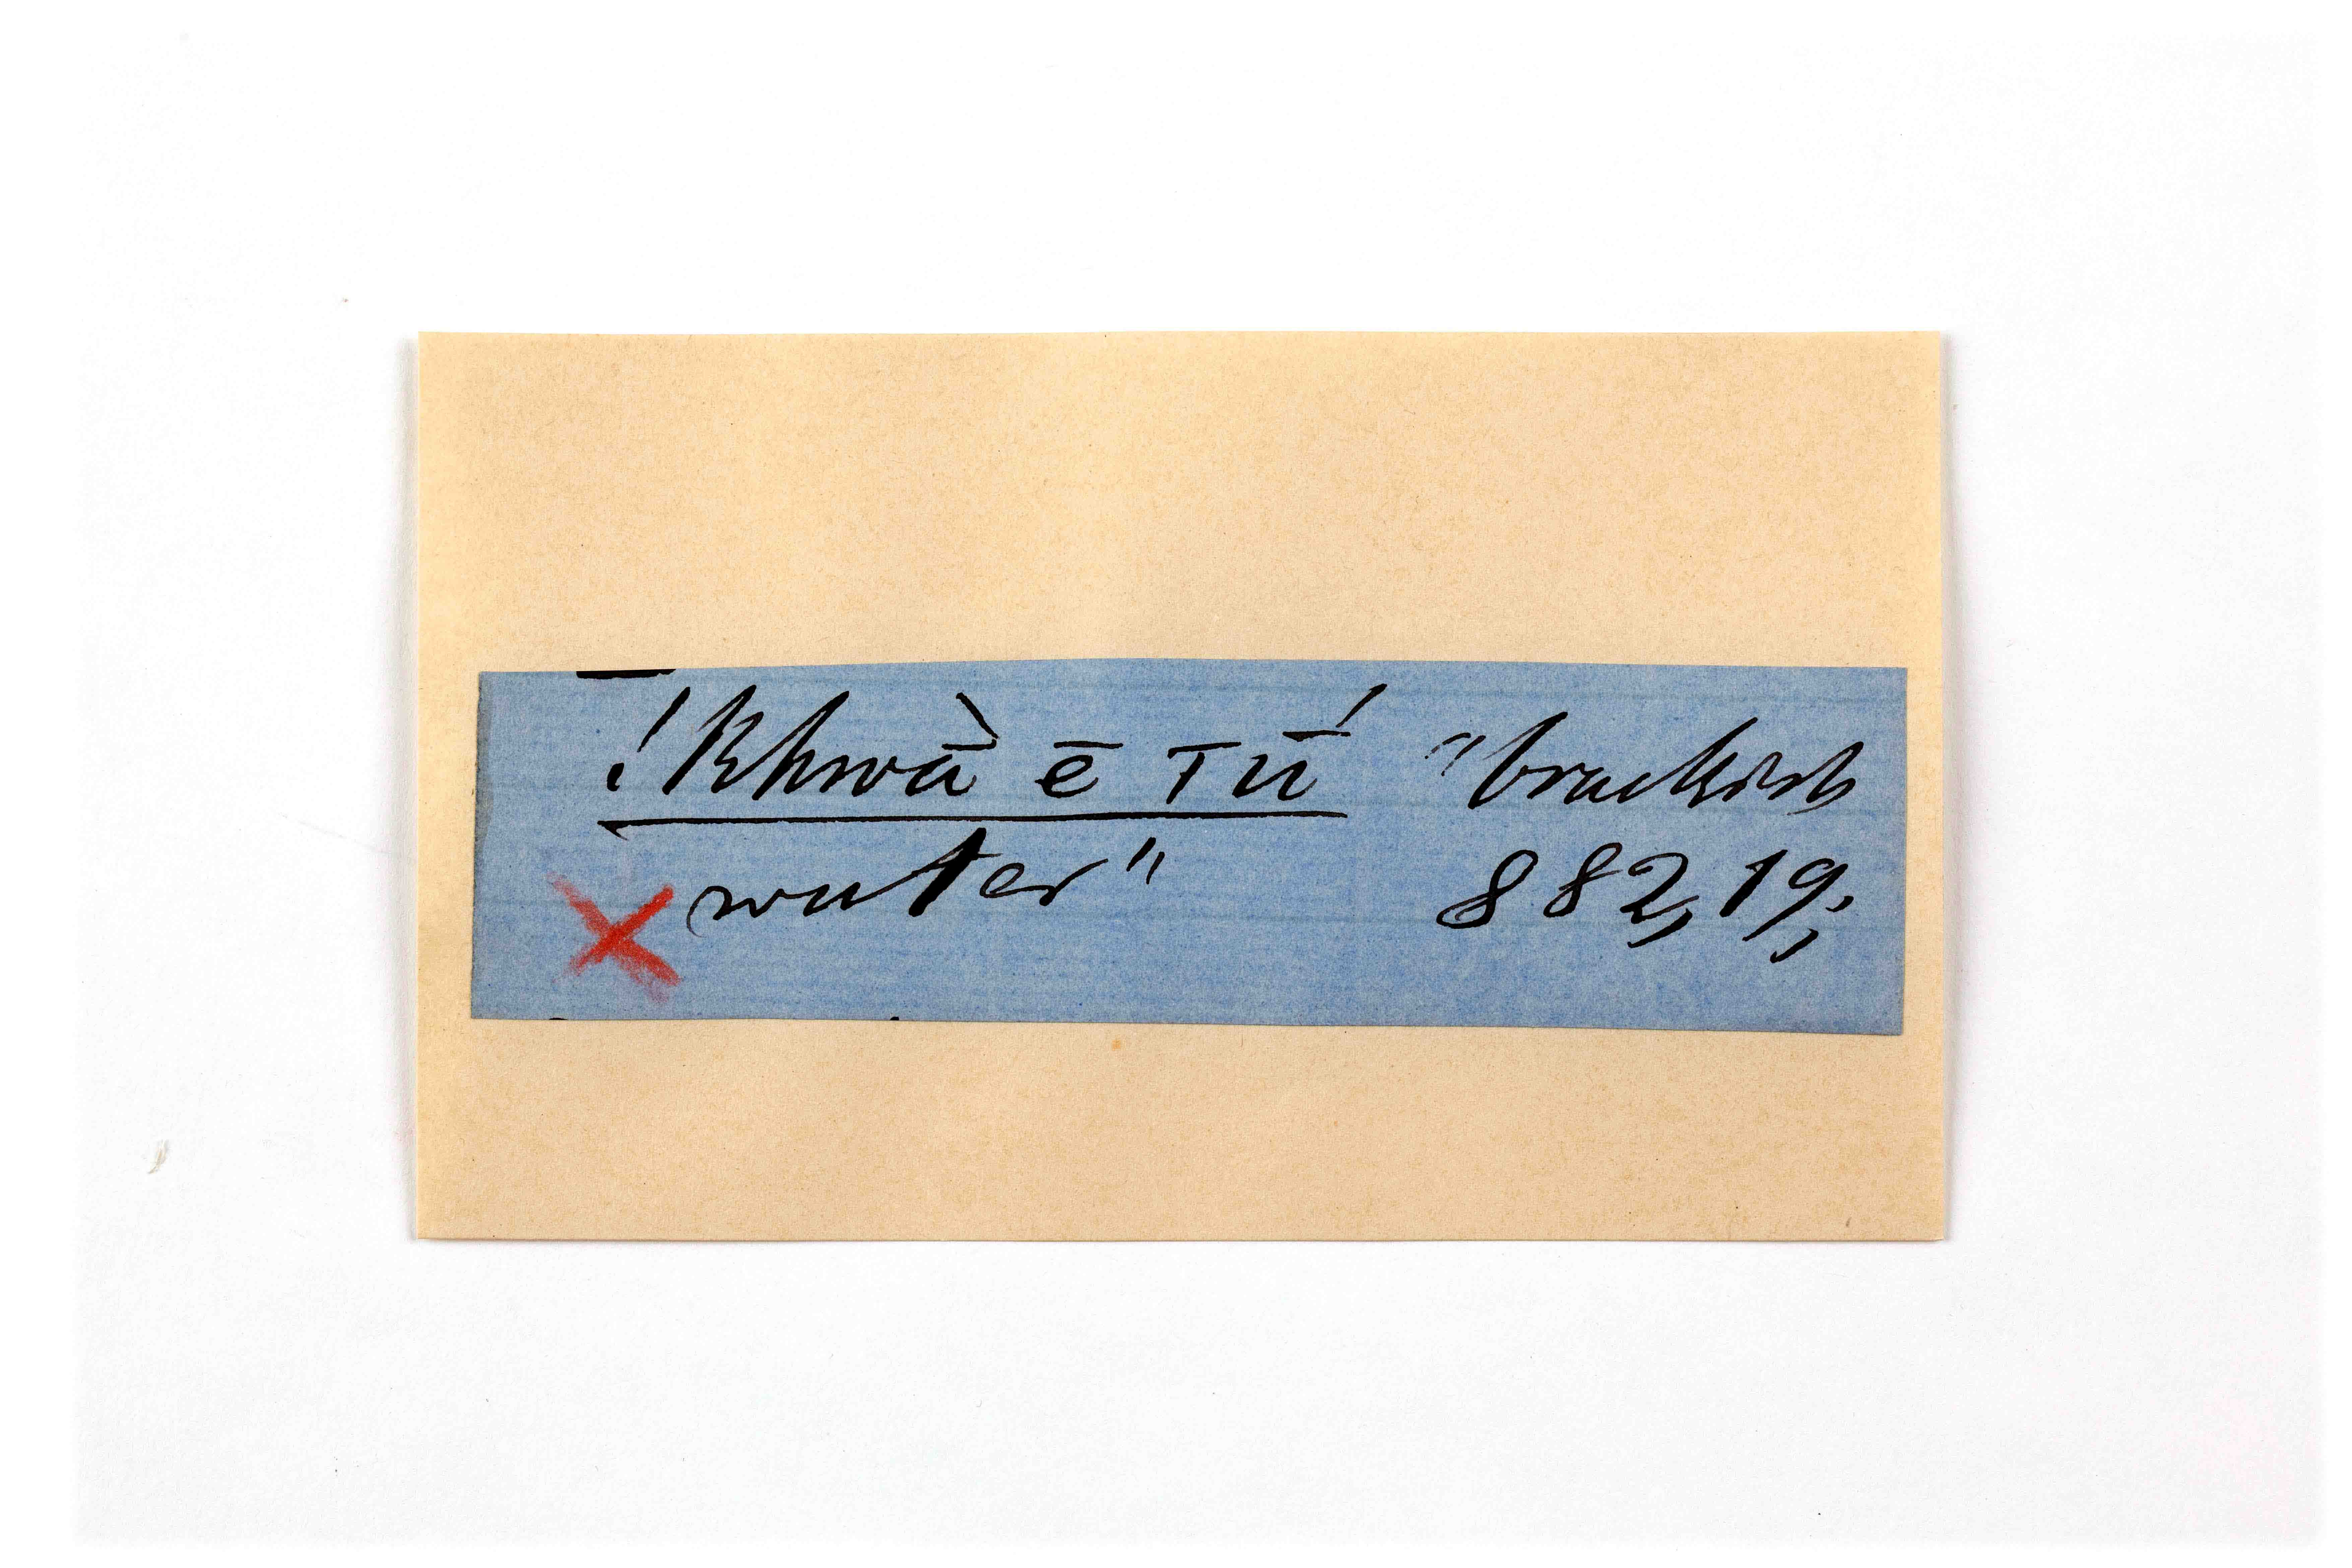 !Khwā̀ ē Tū́ "brackish
water" 882,19;